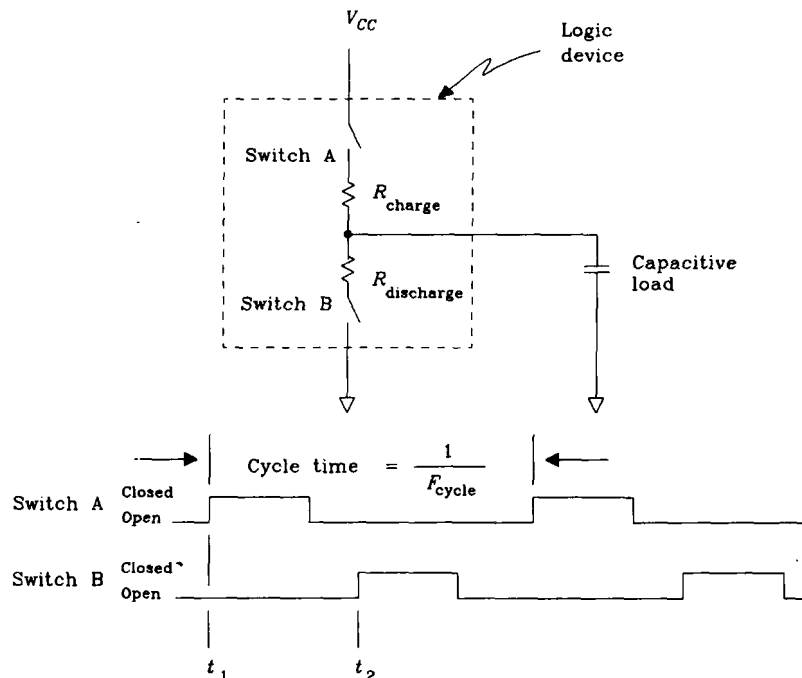 V_CC
Logic
device
Switch A
R_charge
R_discharge
Switch B
Capacitive
load
Cycle time = 1/F_cycle
Switch A Closed
Open
Switch B Closed
Open
t_1 t_2